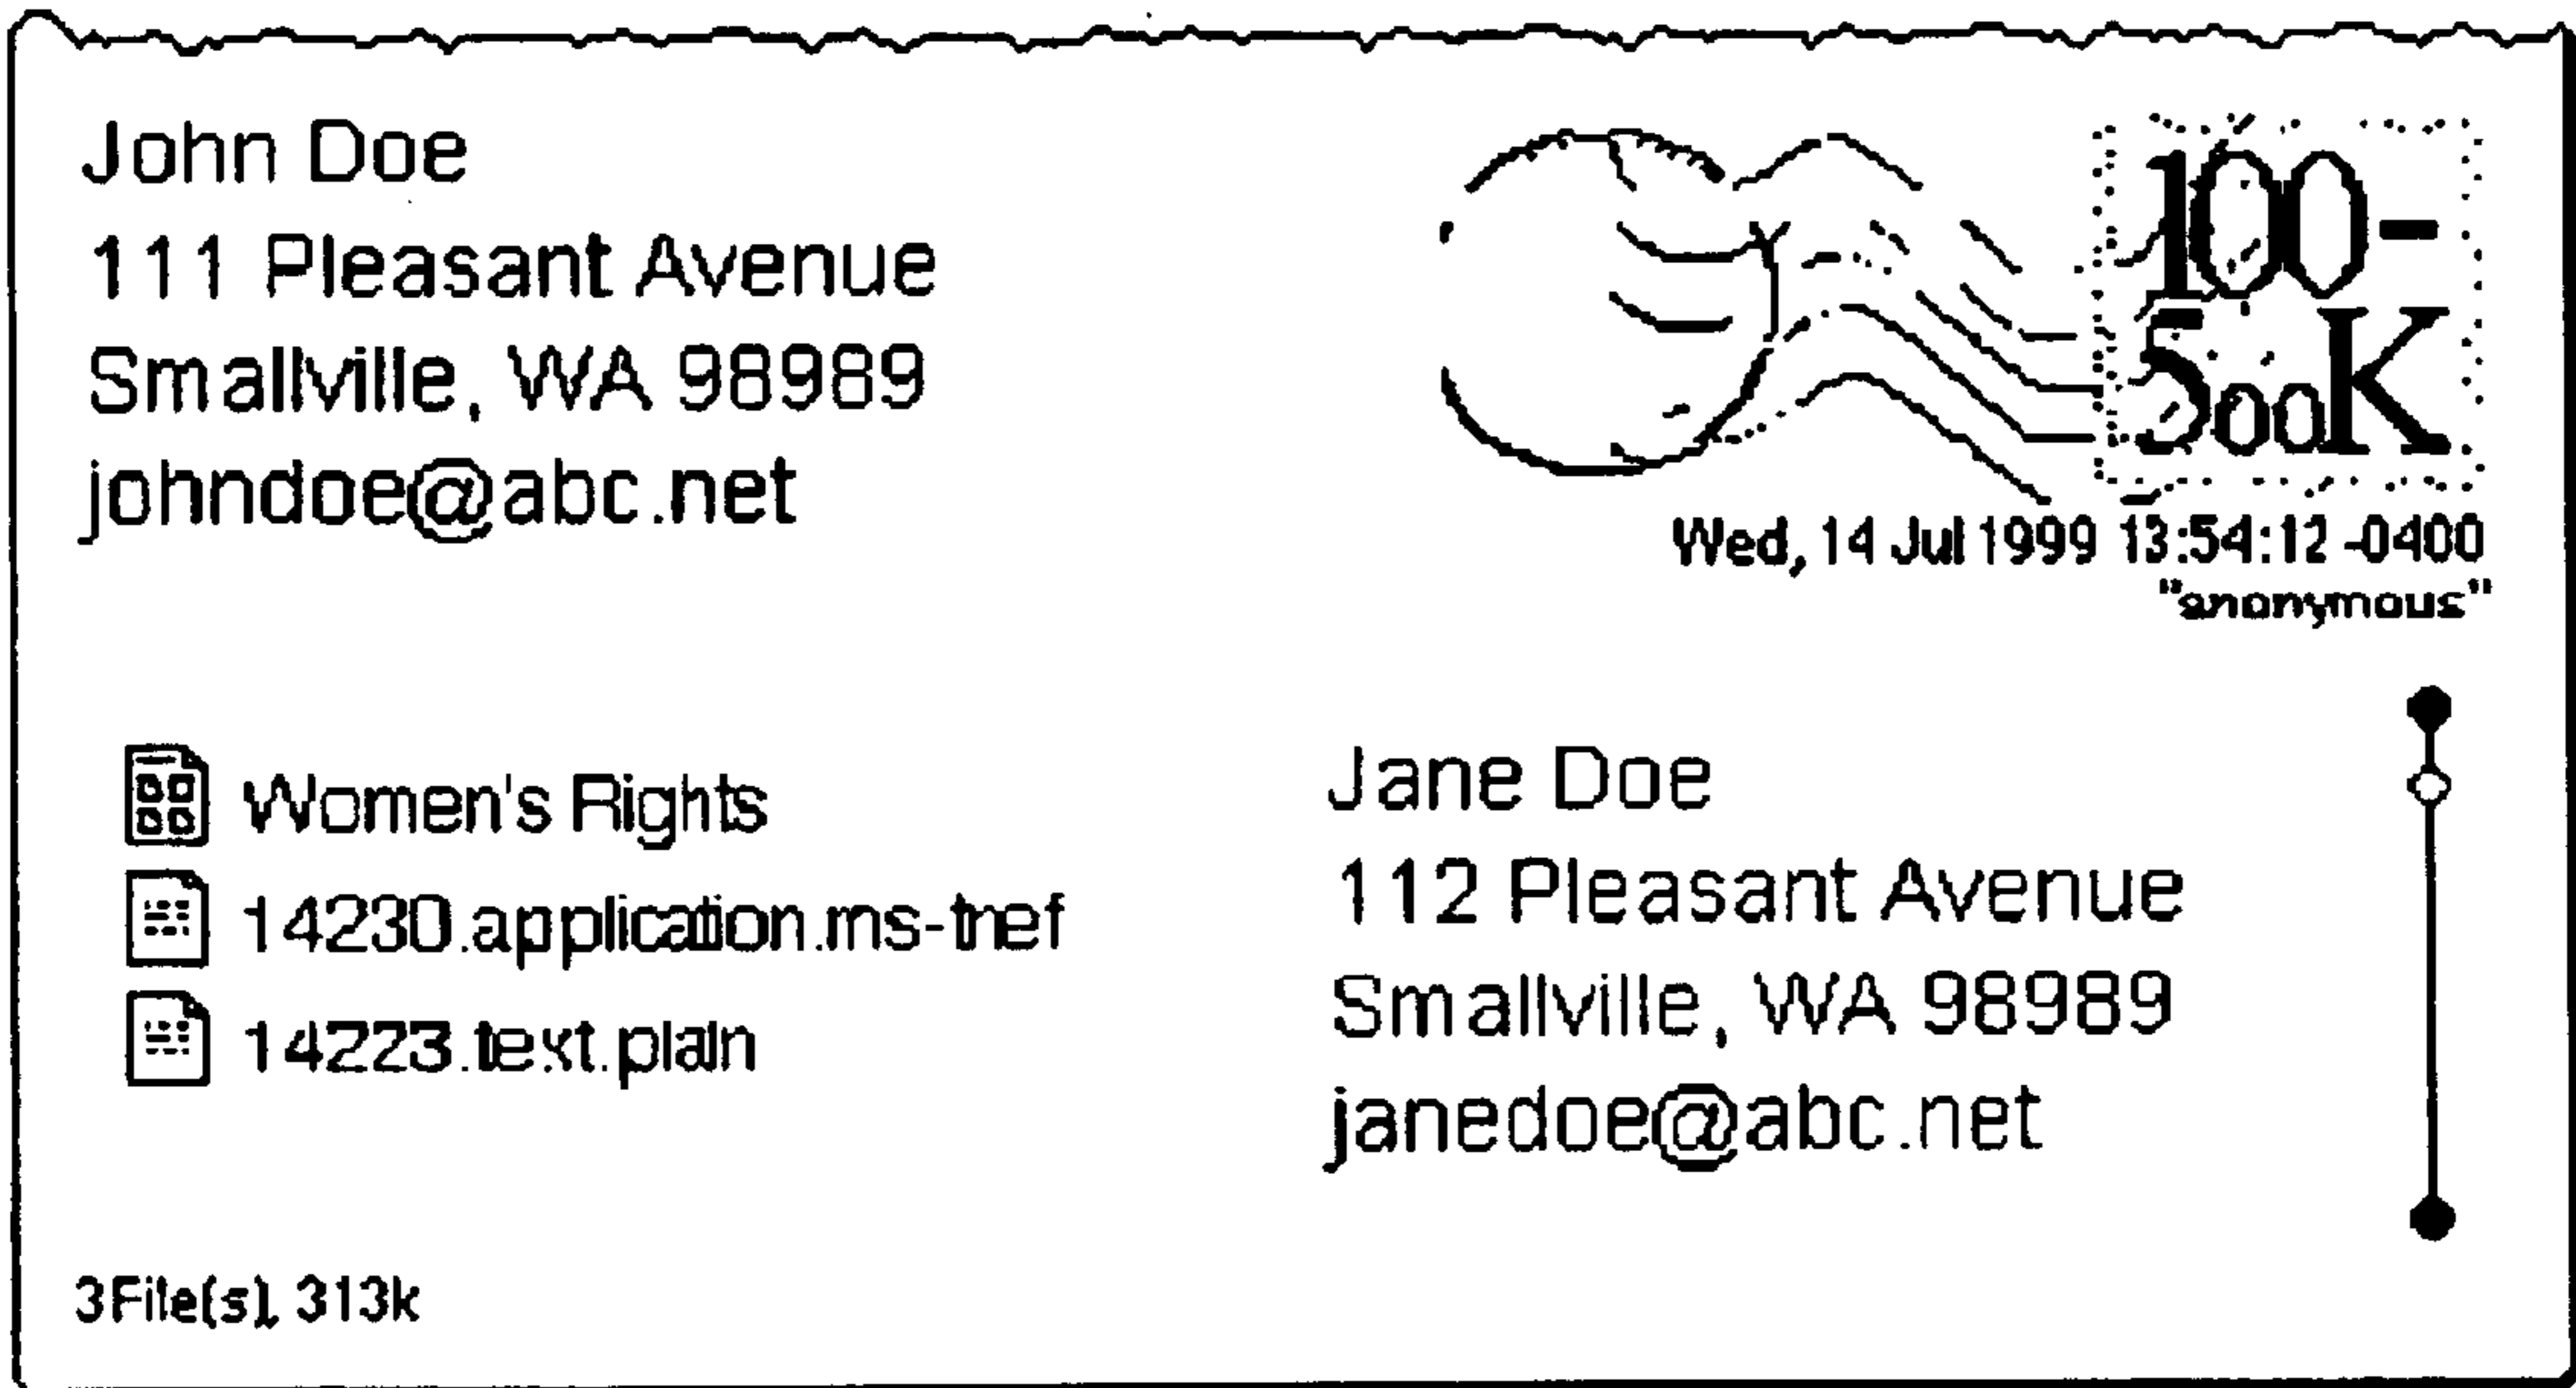 John Doe
111 Pleasant Avenue
Smallville, WA 98989
johndoe@abc.net
100-
500K
Wed, 14 Jul 1999 13:54:12 -0400
"anonymous"
Women's Rights
14230.application.ms-tnef
14223.text.plain
Jane Doe
112 Pleasant Avenue
Smallville, WA 98989
janedoe@abc.net
3File(s), 313k